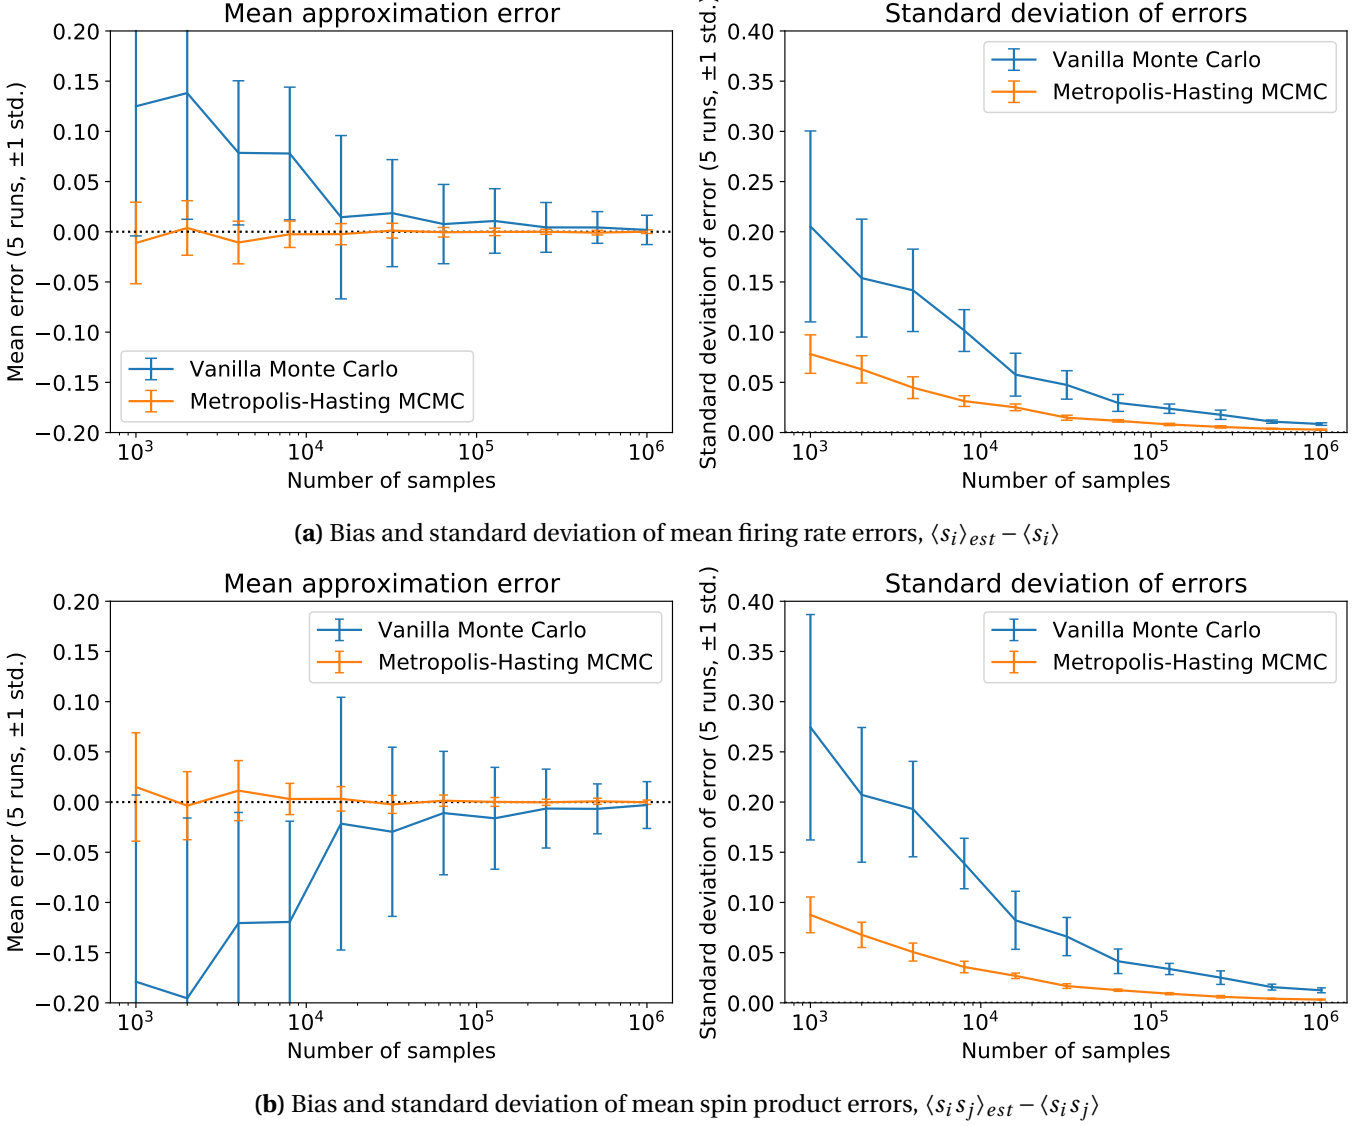 Mean approximation error
Mean error (5 runs, ±1 std.)
0.20
0.15
0.10
0.05
0.00
−0.05
−0.10
−0.15
−0.20
Vanilla Monte Carlo
Metropolis-Hasting MCMC
10³
10⁴
10⁵
10⁶
Number of samples
Standard deviation of errors
Standard deviation of error (5 runs, ±1 std.)
0.40
0.30
0.25
0.20
0.15
0.10
0.05
0.00
Vanilla Monte Carlo
Metropolis-Hasting MCMC
10³
10⁴
10⁵
10⁶
Number of samples
(a) Bias and standard deviation of mean firing rate errors, ⟨s_i⟩_est − ⟨s_i⟩
Mean approximation error
Mean error (5 runs, ±1 std.)
0.20
0.15
0.10
0.05
0.00
−0.05
−0.10
−0.15
−0.20
Vanilla Monte Carlo
Metropolis-Hasting MCMC
10³
10⁴
10⁵
10⁶
Number of samples
Standard deviation of errors
Standard deviation of error (5 runs, ±1 std.)
0.40
0.35
0.30
0.25
0.20
0.15
0.10
0.05
0.00
Vanilla Monte Carlo
Metropolis-Hasting MCMC
10³
10⁴
10⁵
10⁶
Number of samples
(b) Bias and standard deviation of mean spin product errors, ⟨s_i s_j⟩_est − ⟨s_i s_j⟩